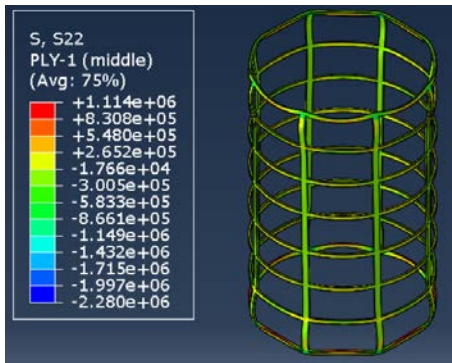 S, S22
PLY-1 (middle)
(Avg: 75%)
+1.114e+06
+8.308e+05
+5.480e+05
+2.652e+05
-1.766e+04
-3.005e+05
-5.833e+05
-8.661e+05
-1.149e+06
-1.432e+06
-1.715e+06
-1.997e+06
-2.280e+06